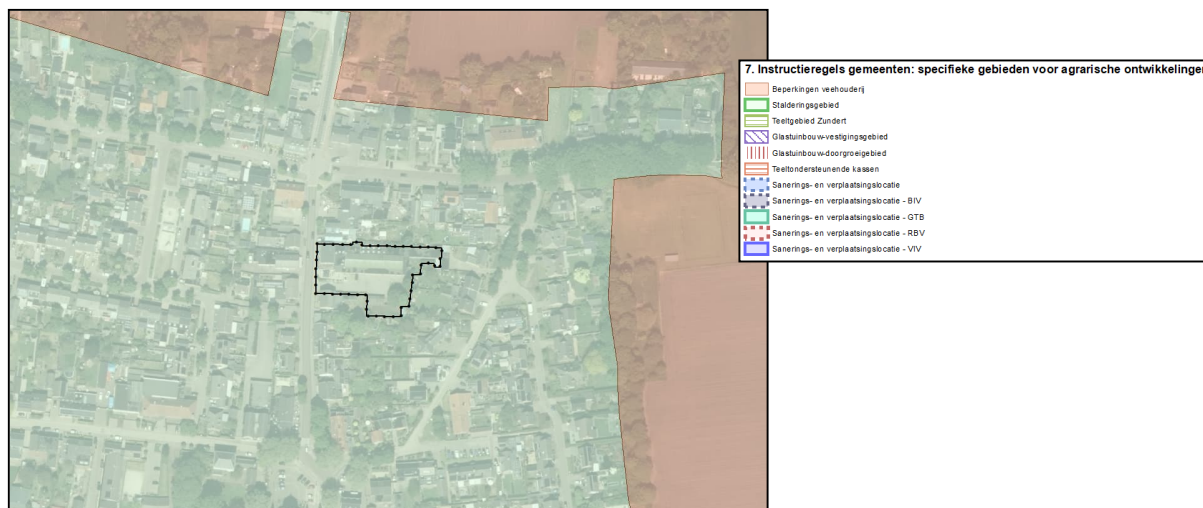 7. Instructieregels gemeenten: specifieke gebieden voor agrarische ontwikkelingen
Beperkingen veehouderij
Stalderingsgebied
Teeltgebied Zundert
Glastuinbouw-vestigingsgebied
Glastuinbouw-doorgroeigebied
Teeltondersteunende kassen
Sanerings- en verplaatsingslocatie
Sanerings- en verplaatsingslocatie - BIV
Sanerings- en verplaatsingslocatie - GTB
Sanerings- en verplaatsingslocatie - RBV
Sanerings- en verplaatsingslocatie - VIV